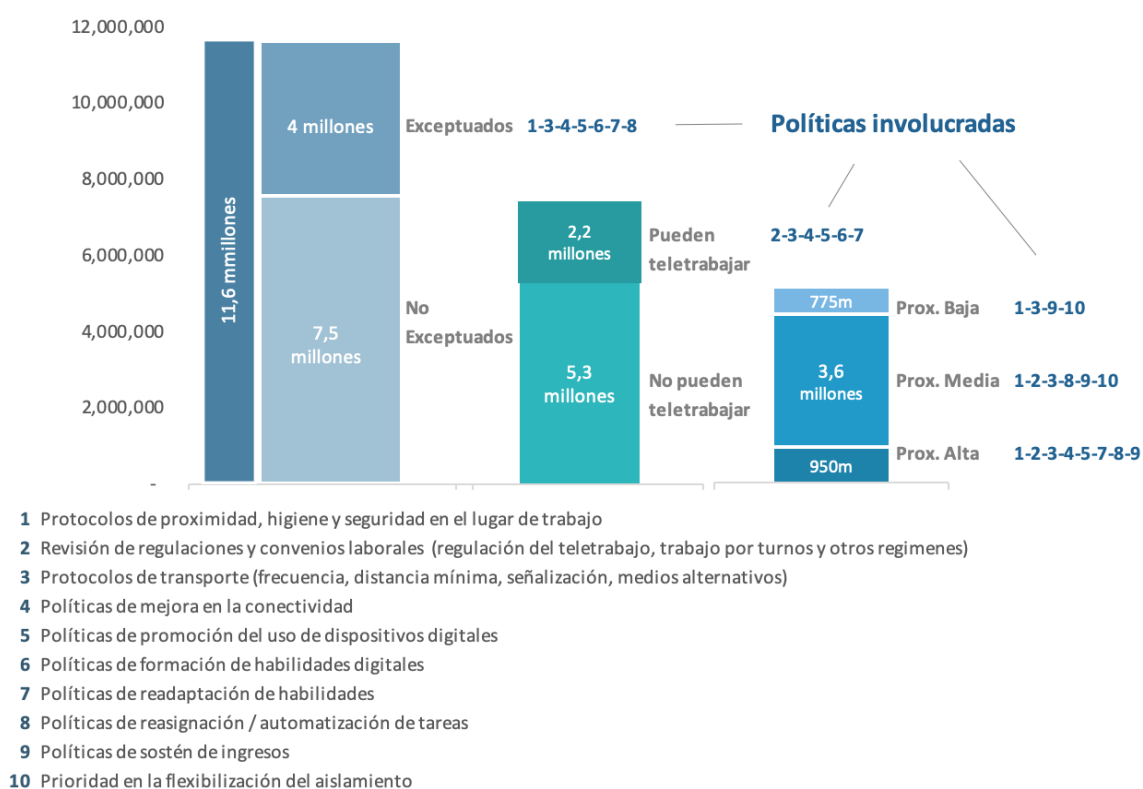 12,000,000
10,000,000
8,000,000
6,000,000
4,000,000
2,000,000
-
11,6 mmillones
4 millones
7,5
millones
Exceptuados
1-3-4-5-6-7-8
No
Exceptuados
Políticas involucradas
2,2
millones
5,3
millones
Pueden
teletrabajar
2-3-4-5-6-7
No pueden
teletrabajar
775m
3,6
millones
950m
Prox. Baja
1-3-9-10
Prox. Media
1-2-3-8-9-10
Prox. Alta
1-2-3-4-5-7-8-9
1 Protocolos de proximidad, higiene y seguridad en el lugar de trabajo
2 Revisión de regulaciones y convenios laborales (regulación del teletrabajo, trabajo por turnos y otros regimenes)
3 Protocolos de transporte (frecuencia, distancia mínima, señalización, medios alternativos)
4 Políticas de mejora en la conectividad
5 Políticas de promoción del uso de dispositivos digitales
6 Políticas de formación de habilidades digitales
7 Políticas de readaptación de habilidades
8 Políticas de reasignación / automatización de tareas
9 Políticas de sostén de ingresos
10 Prioridad en la flexibilización del aislamiento